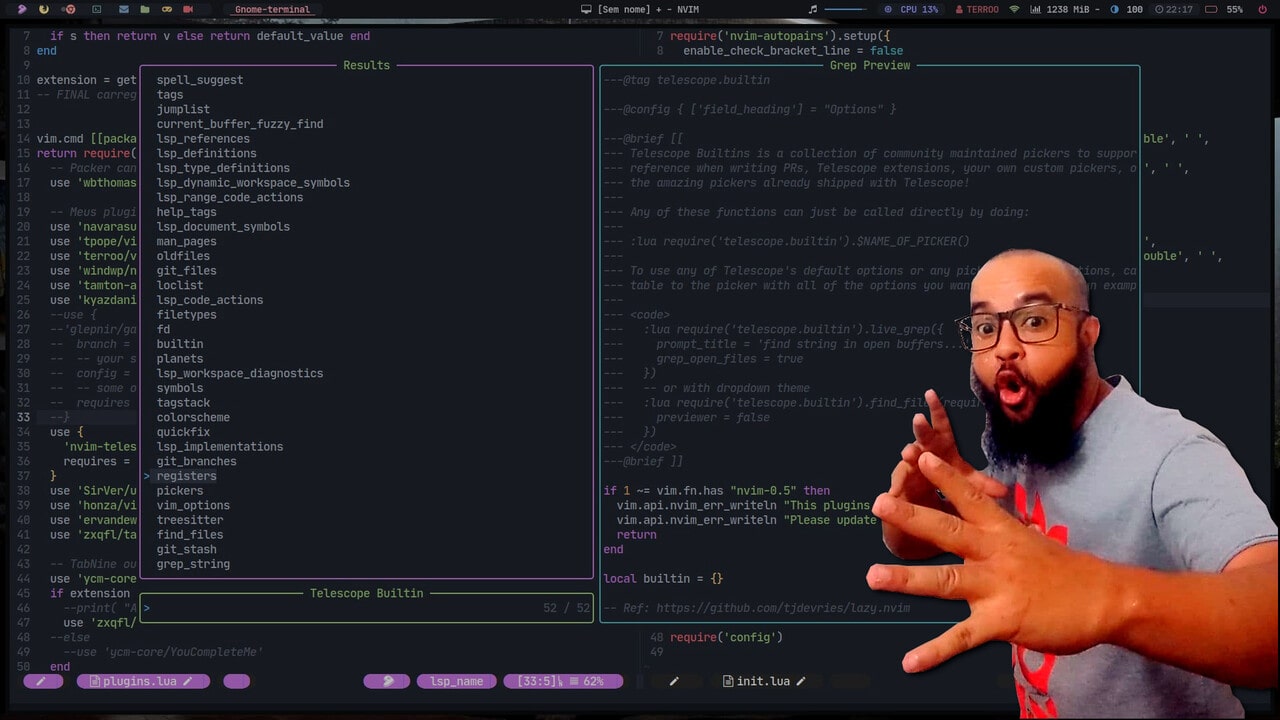 Gnome-terminal
[Sem nome] + - NVIM
CPU 13%
TERROO
1238 MiB -
100
22:17
55%
7 if s then return v else return default_value end
8 end
9
10 extension = get
11 -- FINAL carreg
12
13
14 vim.cmd [[packa
15 return require(
16 -- Packer can
17 use 'wbthomas
18
19 -- Meus plugi
20 use 'navarasu
21 use 'tpope/vi
22 use 'terroo/v
23 use 'windwp/n
24 use 'tamton-a
25 use 'kyazdani
26 --use {
27 --'glepnir/ga
28 -- branch =
29 -- -- your s
30 -- config =
31 -- -- some o
32 -- requires
33 --}
34 use {
35 'nvim-teles
36 requires =
37 }
38 use 'SirVer/u
39 use 'honza/vi
40 use 'ervandew
41 use 'zxqfl/ta
42
43 -- TabNine ou
44 use 'ycm-core
45 if extension
46 --print( "A
47 use 'zxqfl/
48 --else
49 --use 'ycm-core/YouCompleteMe'
50 end
Results
spell_suggest
tags
jumplist
current_buffer_fuzzy_find
lsp_references
lsp_definitions
lsp_type_definitions
lsp_dynamic_workspace_symbols
lsp_range_code_actions
help_tags
lsp_document_symbols
man_pages
oldfiles
git_files
loclist
lsp_code_actions
filetypes
fd
builtin
planets
lsp_workspace_diagnostics
symbols
tagstack
colorscheme
quickfix
lsp_implementations
git_branches
> registers
pickers
vim_options
treesitter
find_files
git_stash
grep_string
Telescope Builtin
> 52 / 52
7 require('nvim-autopairs').setup({
8 enable_check_bracket_line = false
Grep Preview
---@tag telescope.builtin
---@config { ['field_heading'] = "Options" }
---@brief [[
--- Telescope Builtins is a collection of community maintained pickers to suppor
--- reference when writing PRs, Telescope extensions, your own custom pickers, o
--- the amazing pickers already shipped with Telescope!
---
--- Any of these functions can just be called directly by doing:
---
--- :lua require('telescope.builtin').$NAME_OF_PICKER()
---
--- To use any of Telescope's default options or any pic tions, ca
--- table to the picker with all of the options you wan n examp
---
--- <code>
--- :lua require('telescope.builtin').live_grep({
--- prompt_title = 'find string in open buffers...
--- grep_open_files = true
--- })
--- -- or with dropdown theme
--- :lua require('telescope.builtin').find_files(requi
--- previewer = false
--- })
--- </code>
---@brief ]]
if 1 ~= vim.fn.has "nvim-0.5" then
vim.api.nvim_err_writeln "This plugins
vim.api.nvim_err_writeln "Please update
return
end
local builtin = {}
-- Ref: https://github.com/tjdevries/lazy.nvim
ble', ' ',
', ' ',
',
ouble', ' ',
48 require('config')
49
plugins.lua
lsp_name
[33:5] 62%
init.lua